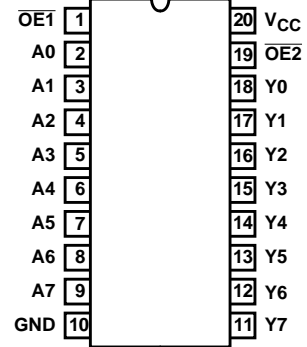 O̅E̅1̅ 1 20 VCC
A0 2 19 O̅E̅2̅
A1 3 18 Y0
A2 4 17 Y1
A3 5 16 Y2
A4 6 15 Y3
A5 7 14 Y4
A6 8 13 Y5
A7 9 12 Y6
GND 10 11 Y7